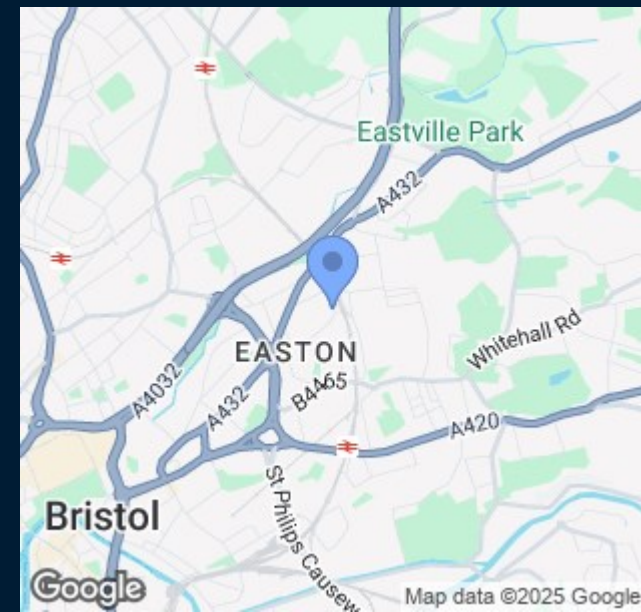 Eastville Park
A432
EASTON
Whitehall Rd
B4465
A4032
A432
A420
St Philips Causew
Bristol
Google
Map data ©2025 Google